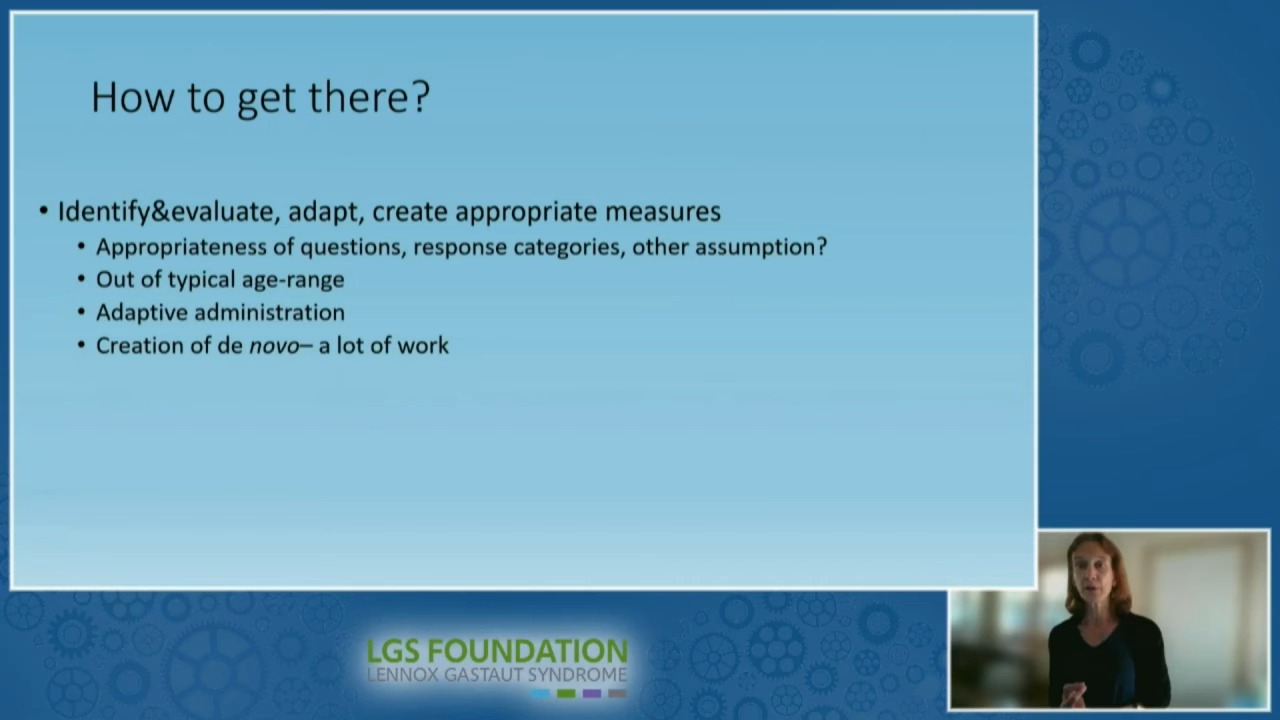 How to get there?
• Identify&evaluate, adapt, create appropriate measures
• Appropriateness of questions, response categories, other assumption?
• Out of typical age-range
• Adaptive administration
• Creation of de novo– a lot of work
LGS FOUNDATION
LENNOX GASTAUT SYNDROME